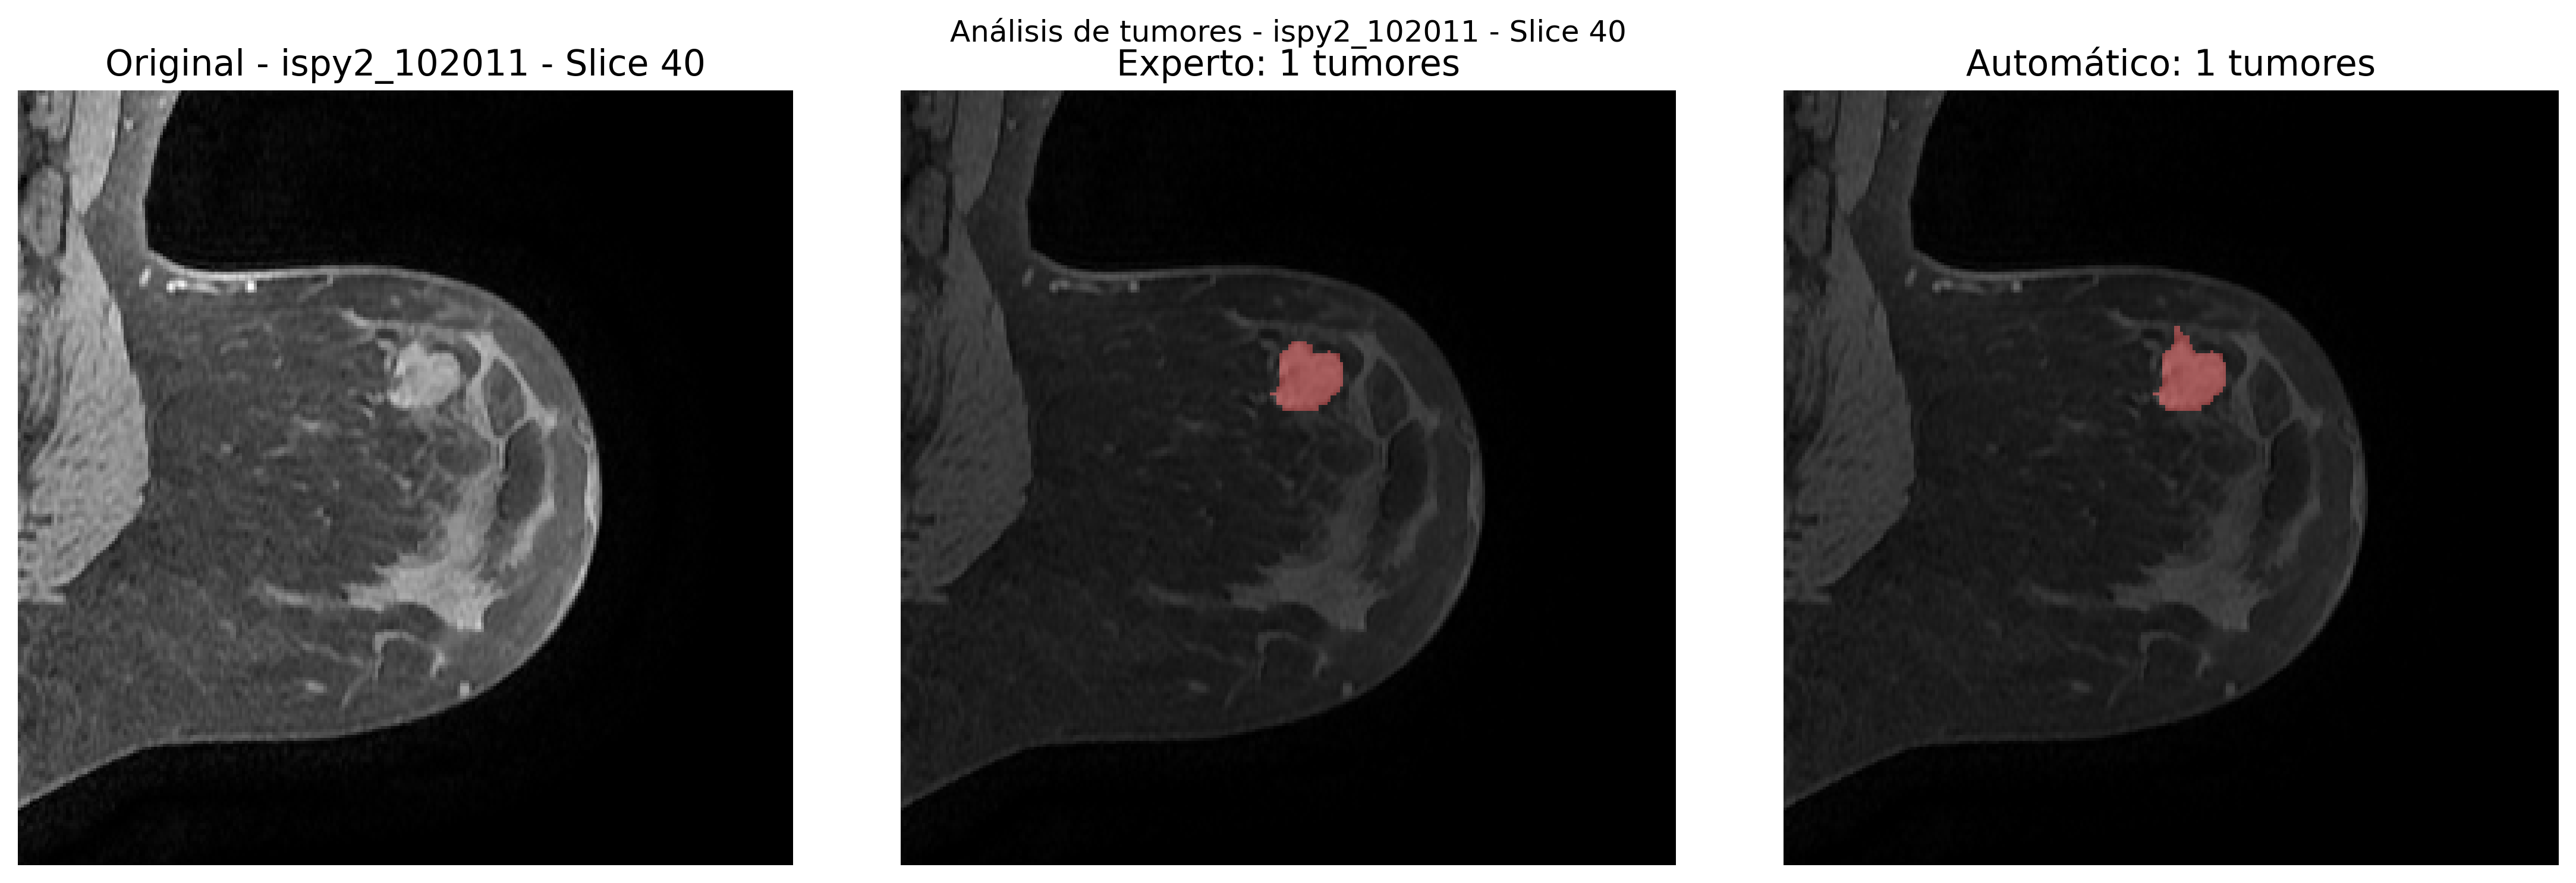 Análisis de tumores - ispy2_102011 - Slice 40
Original - ispy2_102011 - Slice 40
Experto: 1 tumores
Automático: 1 tumores